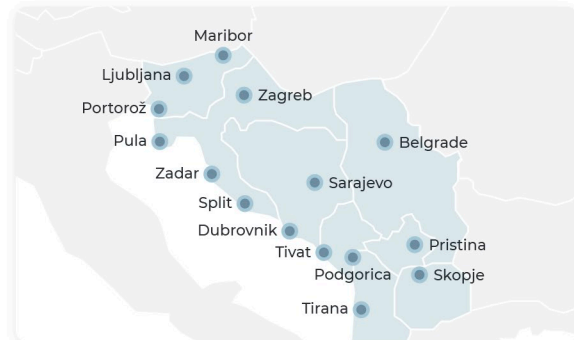 Maribor
Ljubljana
Zagreb
Portorož
Pula
Belgrade
Zadar
Sarajevo
Split
Dubrovnik
Pristina
Tivat
Podgorica
Skopje
Tirana